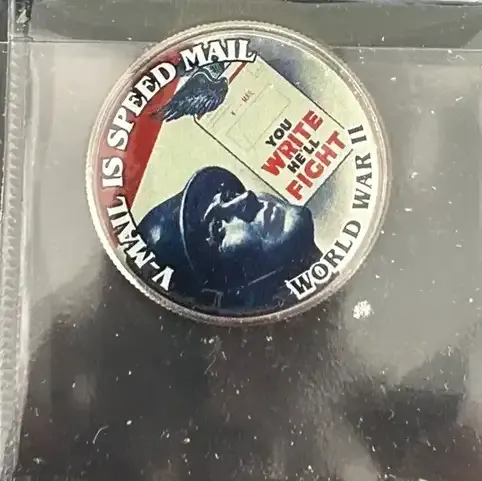 V-MAIL IS SPEED MAIL
YOU
WRITE
HE'LL
FIGHT
WORLD WAR II